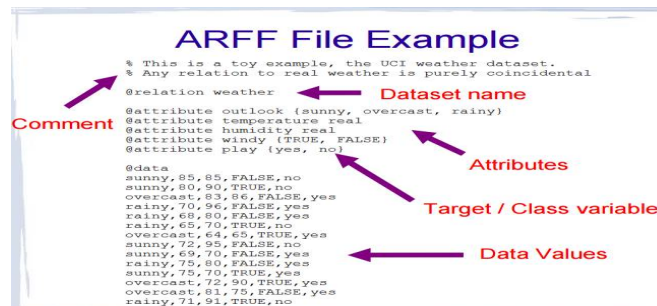 ARFF File Example
% This is a toy example, the UCI weather dataset.
% Any relation to real weather is purely coincidental
Comment
@relation weather
Dataset name
@attribute outlook {sunny, overcast, rainy}
@attribute temperature real
@attribute humidity real
@attribute windy {TRUE, FALSE}
@attribute play {yes, no}
Attributes
Target / Class variable
@data
sunny,85,85,FALSE,no
sunny,80,90,TRUE,no
overcast,83,86,FALSE,yes
rainy,70,96,FALSE,yes
rainy,68,80,FALSE,yes
rainy,65,70,TRUE,no
overcast,64,65,TRUE,yes
sunny,72,95,FALSE,no
sunny,69,70,FALSE,yes
rainy,75,80,FALSE,yes
sunny,75,70,TRUE,yes
overcast,72,90,TRUE,yes
overcast,81,75,FALSE,yes
rainy,71,91,TRUE,no
Data Values